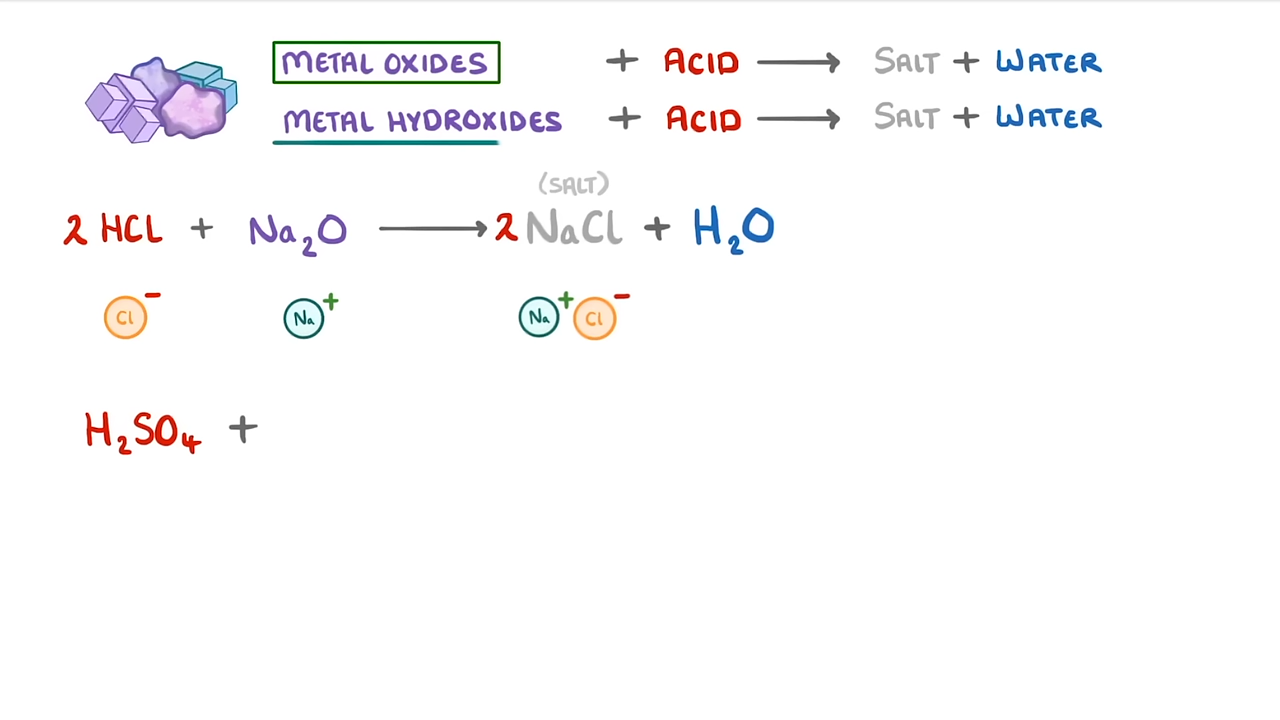 METAL OXIDES + ACID ⟶ SALT + WATER
METAL HYDROXIDES + ACID ⟶ SALT + WATER
(SALT)
2 HCL + Na₂O ⟶ 2 NaCl + H₂O
Cl⁻ Na⁺ Na⁺ Cl⁻
H₂SO₄ +